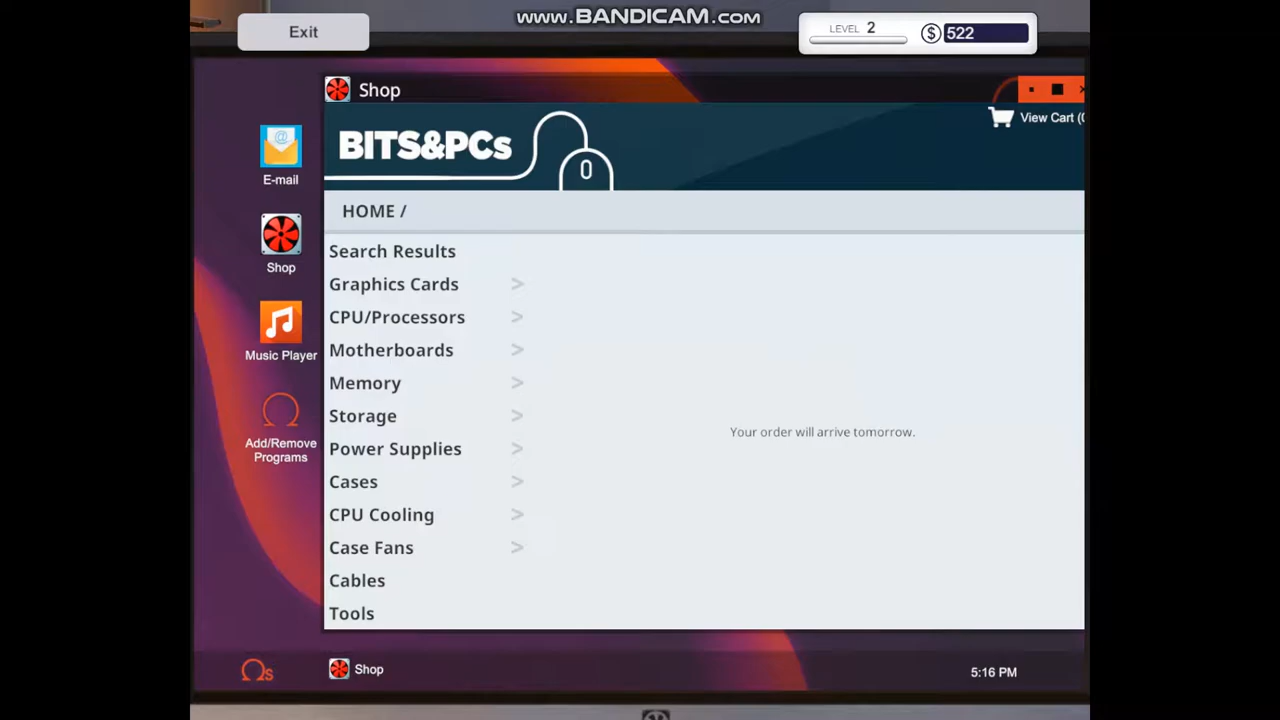 www.BANDICAM.com
Exit
LEVEL 2
$ 522
Shop
View Cart (0
BITS&PCs
HOME /
E-mail
Shop
Music Player
Add/Remove
Programs
Search Results
Graphics Cards >
CPU/Processors >
Motherboards >
Memory >
Storage >
Power Supplies >
Cases >
CPU Cooling >
Case Fans >
Cables
Tools
Your order will arrive tomorrow.
Ωs
Shop
5:16 PM